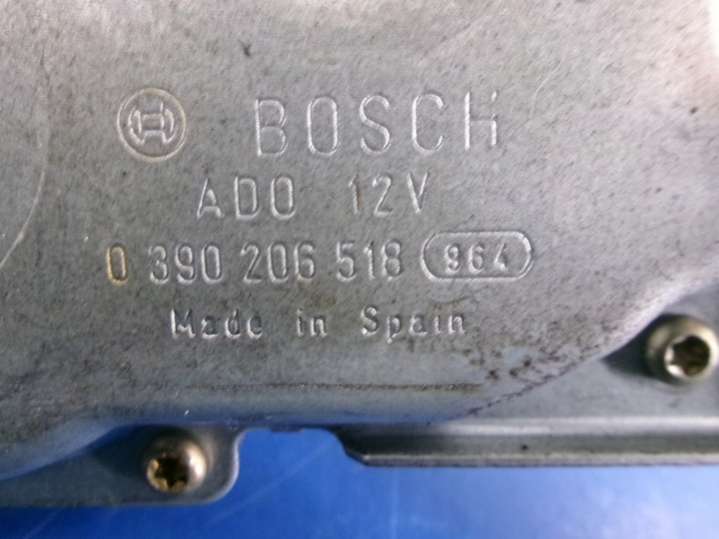 BOSCH
ADO 12V
0 390 206 518 964
Made in Spain